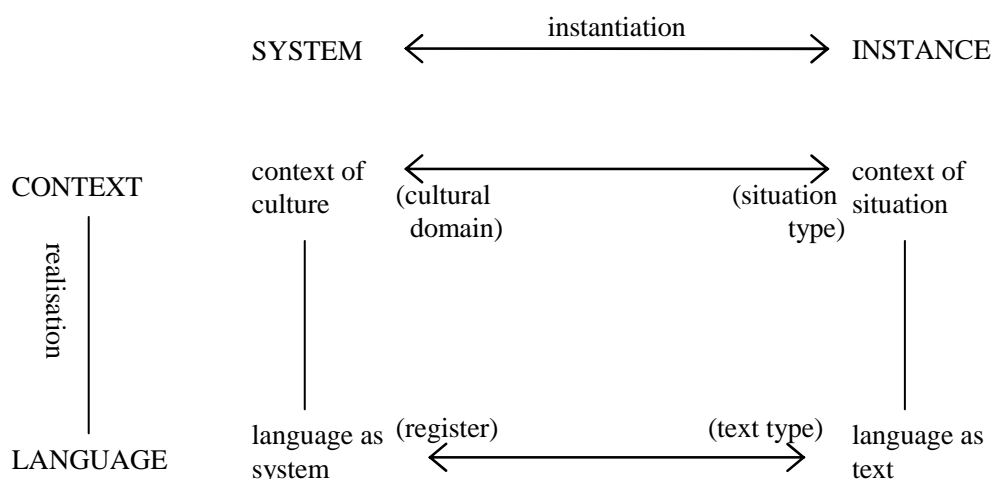 instantiation
SYSTEM
INSTANCE
CONTEXT
context of
culture
(cultural
domain)
(situation
type)
context of
situation
realisation
LANGUAGE
language as
system
(register)
(text type)
language as
text